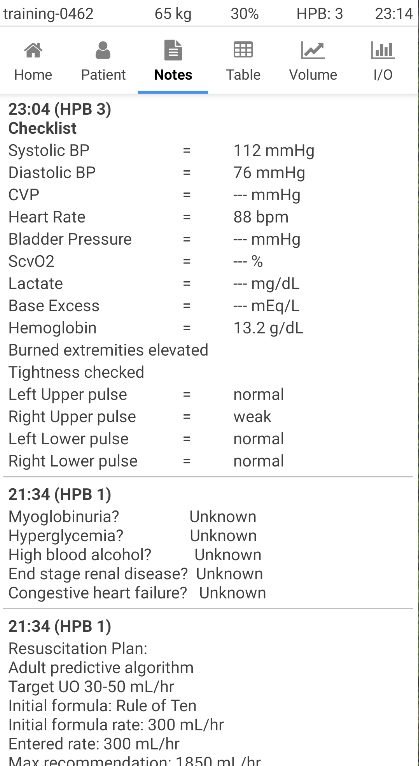 training-0462 65 kg 30% HPB: 3 23:14
Home Patient Notes Table Volume I/O
23:04 (HPB 3)
Checklist
Systolic BP = 112 mmHg
Diastolic BP = 76 mmHg
CVP = --- mmHg
Heart Rate = 88 bpm
Bladder Pressure = --- mmHg
ScvO2 = --- %
Lactate = --- mg/dL
Base Excess = --- mEq/L
Hemoglobin = 13.2 g/dL
Burned extremities elevated
Tightness checked
Left Upper pulse = normal
Right Upper pulse = weak
Left Lower pulse = normal
Right Lower pulse = normal
21:34 (HPB 1)
Myoglobinuria? Unknown
Hyperglycemia? Unknown
High blood alcohol? Unknown
End stage renal disease? Unknown
Congestive heart failure? Unknown
21:34 (HPB 1)
Resuscitation Plan:
Adult predictive algorithm
Target UO 30-50 mL/hr
Initial formula: Rule of Ten
Initial formula rate: 300 mL/hr
Entered rate: 300 mL/hr
Max recommendation: 1850 mL/hr